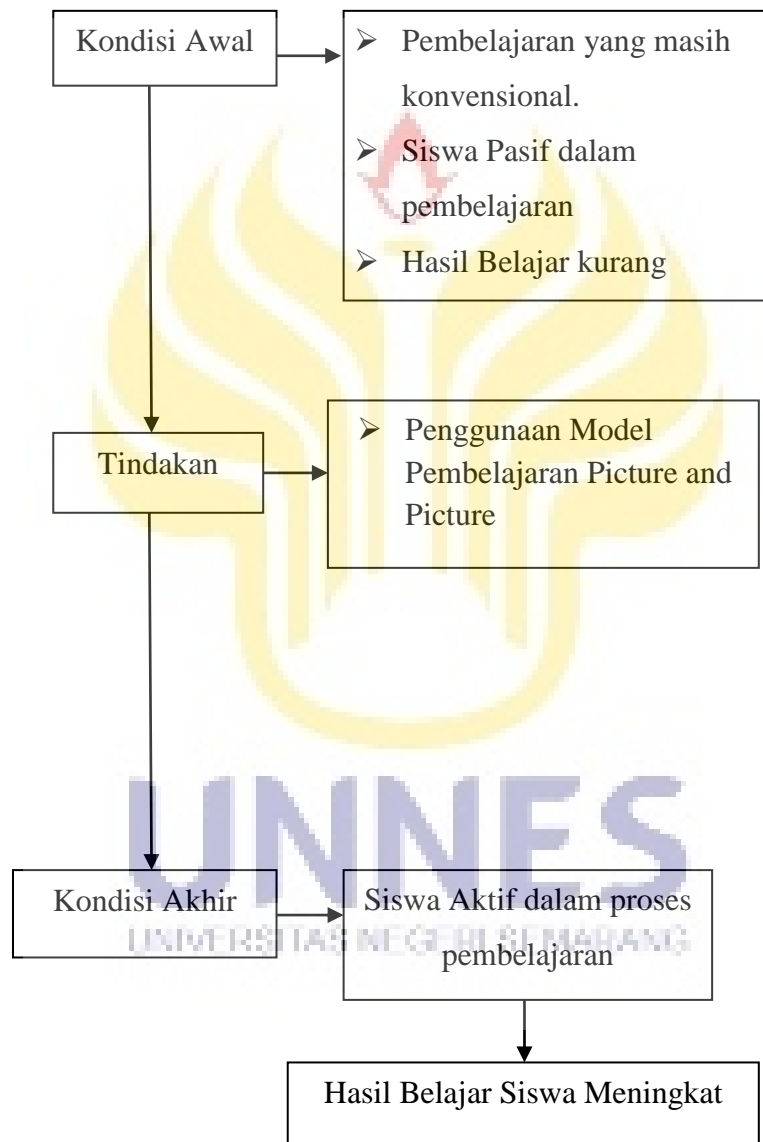 Kondisi Awal
➢ Pembelajaran yang masih
konvensional.
➢ Siswa Pasif dalam
pembelajaran
➢ Hasil Belajar kurang
Tindakan
➢ Penggunaan Model
Pembelajaran Picture and
Picture
UNNES
UNIVERSITAS NEGERI SEMARANG
Kondisi Akhir
Siswa Aktif dalam proses
pembelajaran
Hasil Belajar Siswa Meningkat